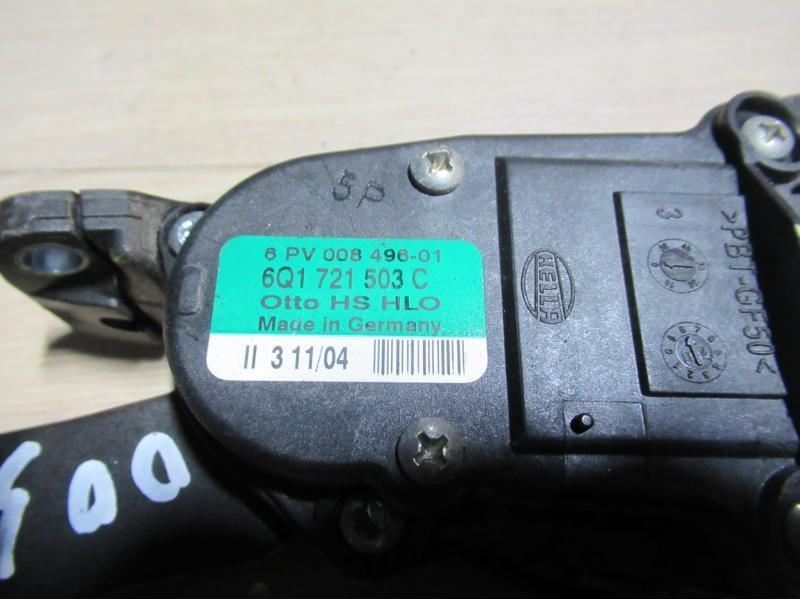 5P
6 PV 008 496-01
6Q1 721 503 C
Otto HS HLO
Made in Germany
II 3 11/04
HELLA
3
>PBT-GF50<